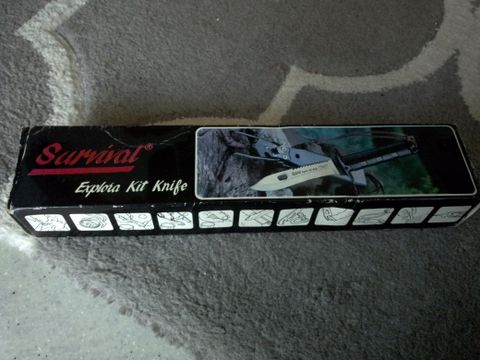 Survival®
Explora Kit Knife